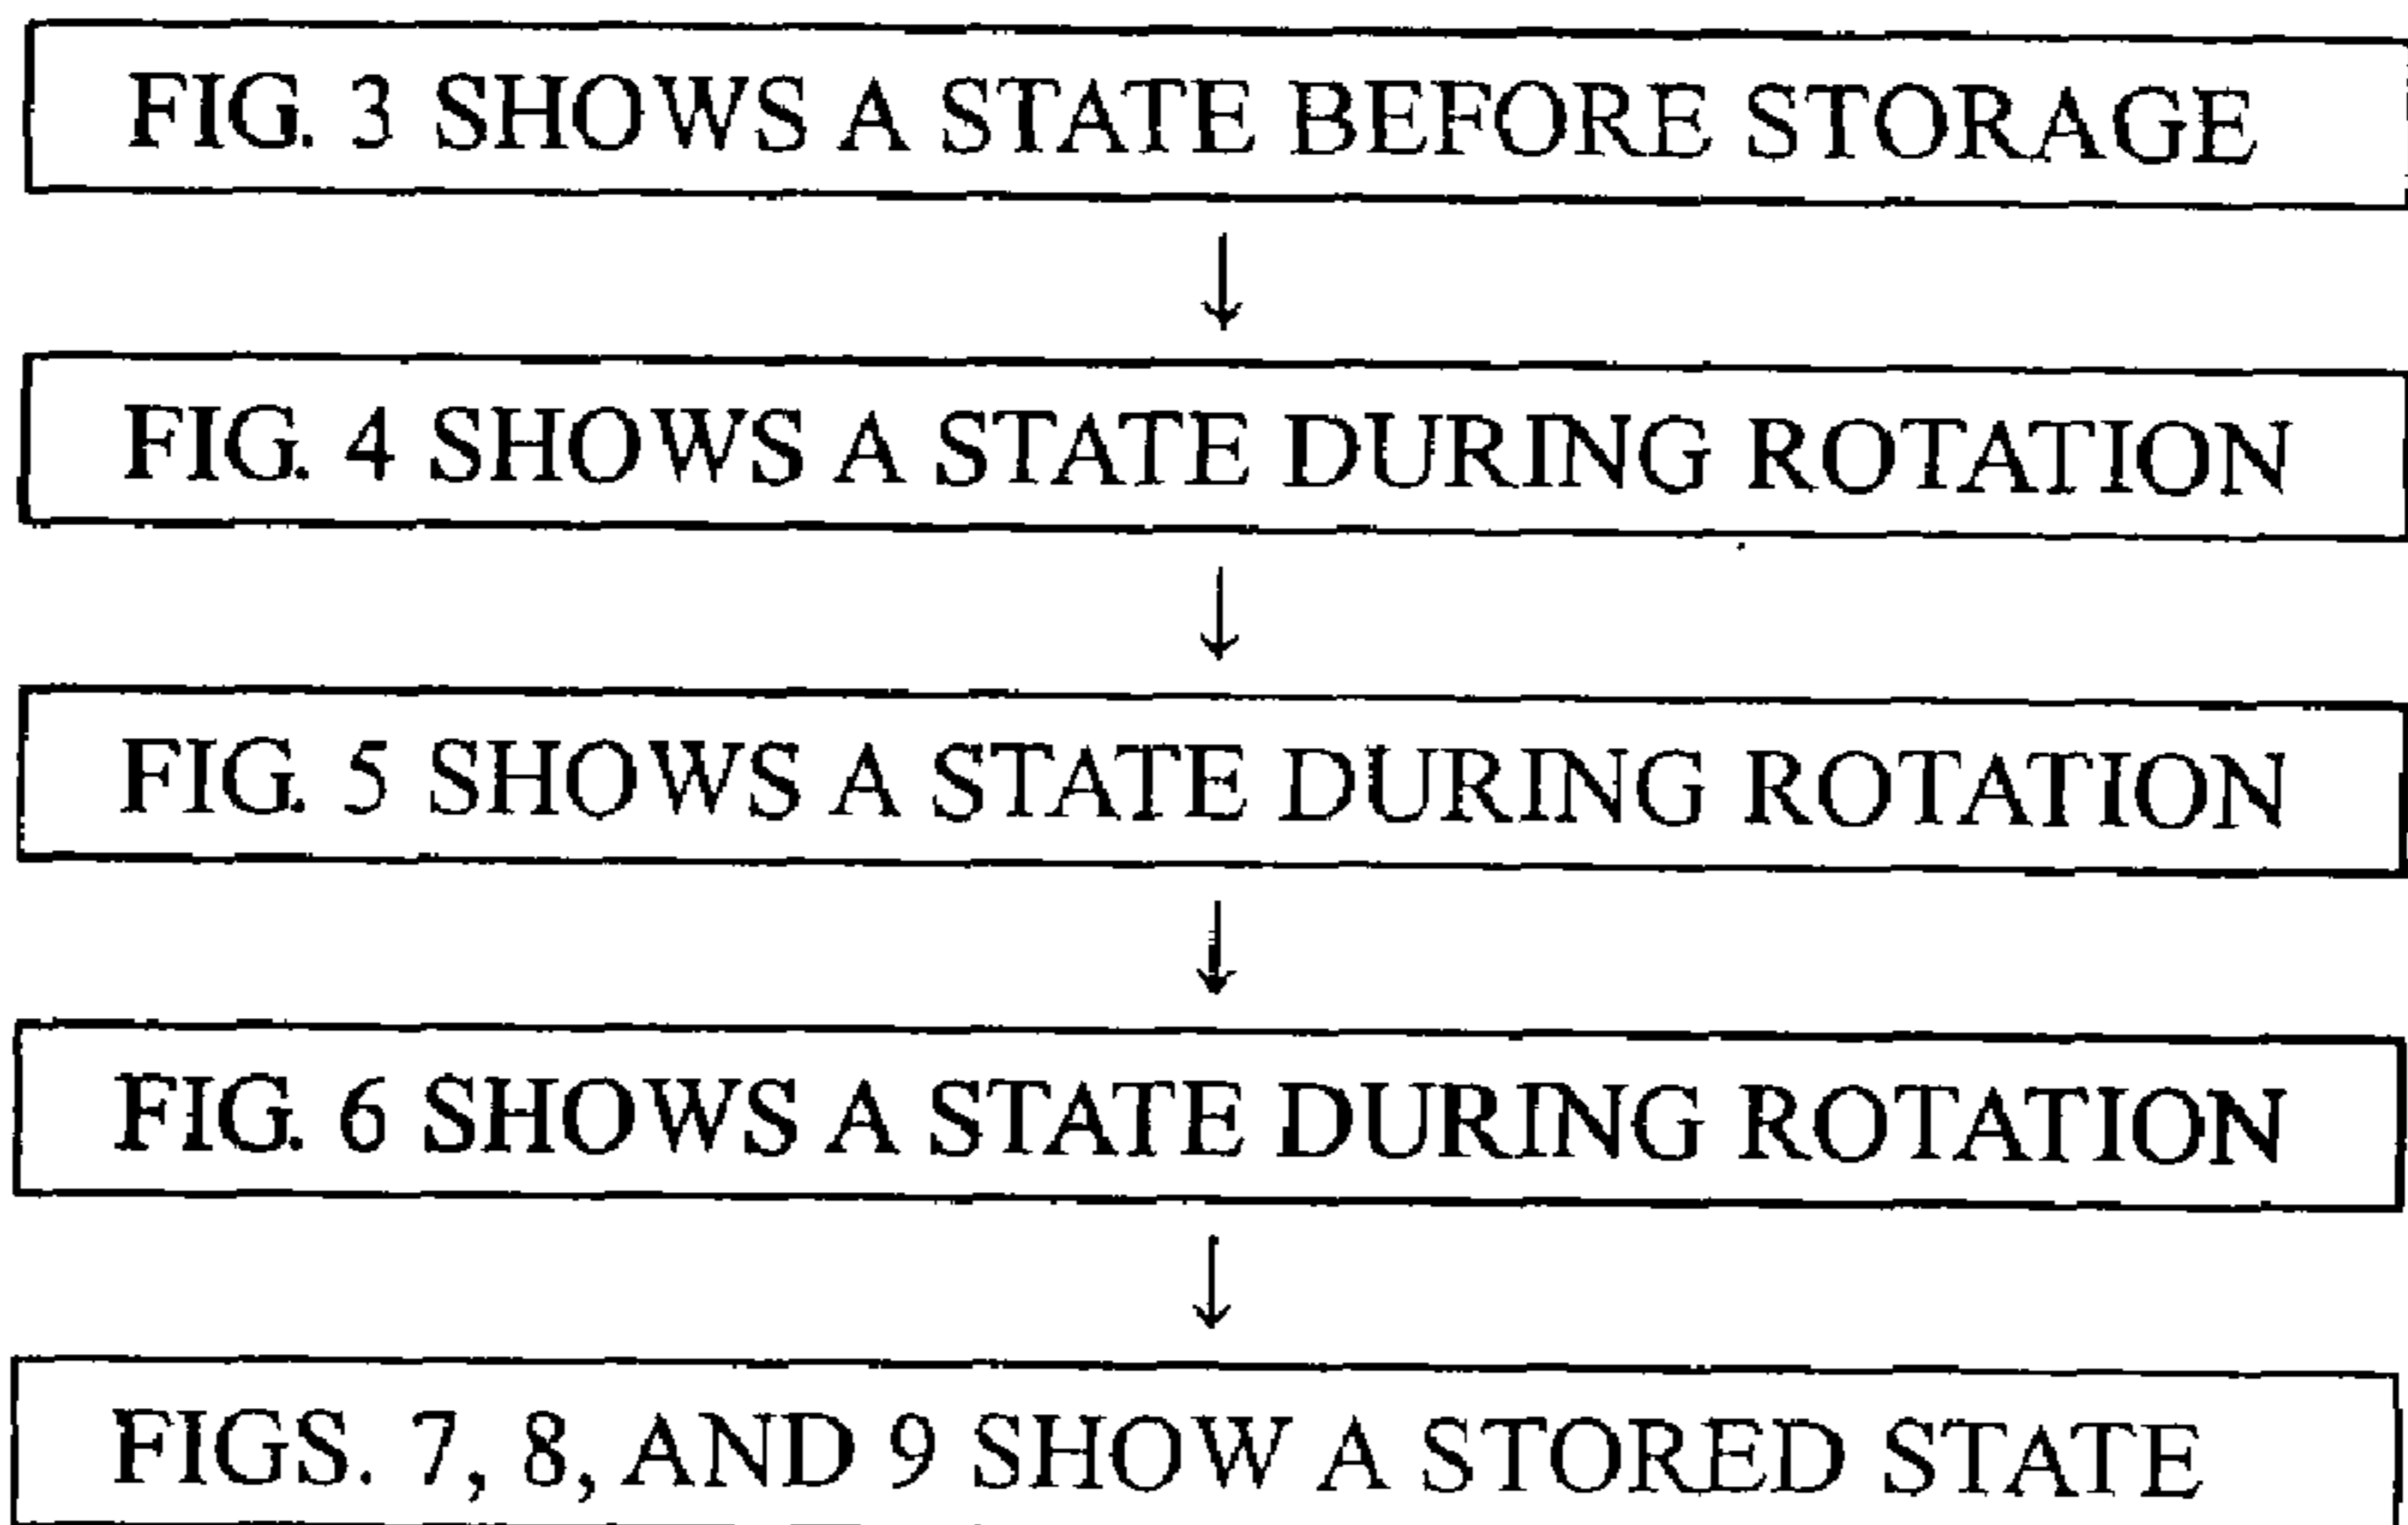 FIG. 3 SHOWS A STATE BEFORE STORAGE
↓
FIG. 4 SHOWS A STATE DURING ROTATION
↓
FIG. 5 SHOWS A STATE DURING ROTATION
↓
FIG. 6 SHOWS A STATE DURING ROTATION
↓
FIGS. 7, 8, AND 9 SHOW A STORED STATE